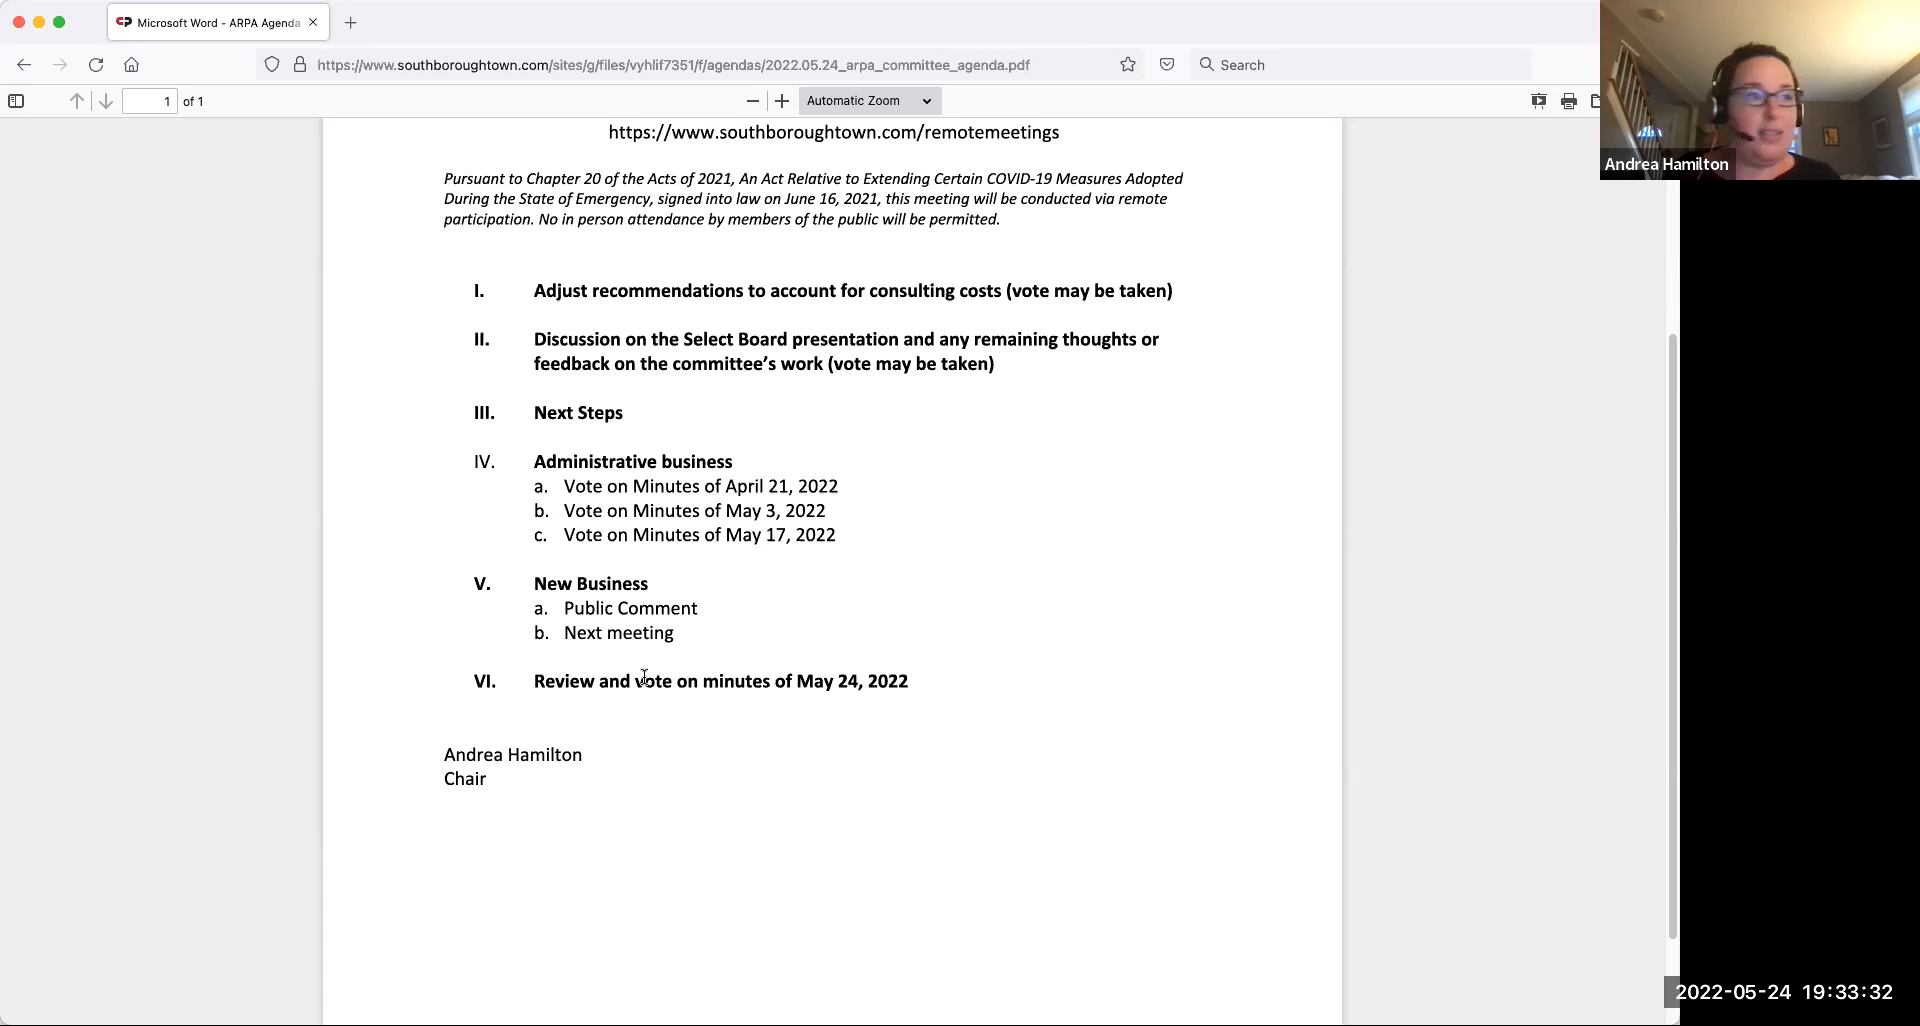 Microsoft Word - ARPA Agenda
https://www.southboroughtown.com/sites/g/files/vyhlif7351/f/agendas/2022.05.24_arpa_committee_agenda.pdf
Search
1 of 1
Automatic Zoom
Andrea Hamilton
https://www.southboroughtown.com/remotemeetings
Pursuant to Chapter 20 of the Acts of 2021, An Act Relative to Extending Certain COVID-19 Measures Adopted
During the State of Emergency, signed into law on June 16, 2021, this meeting will be conducted via remote
participation. No in person attendance by members of the public will be permitted.
I. Adjust recommendations to account for consulting costs (vote may be taken)
II. Discussion on the Select Board presentation and any remaining thoughts or
feedback on the committee’s work (vote may be taken)
III. Next Steps
IV. Administrative business
a. Vote on Minutes of April 21, 2022
b. Vote on Minutes of May 3, 2022
c. Vote on Minutes of May 17, 2022
V. New Business
a. Public Comment
b. Next meeting
VI. Review and vote on minutes of May 24, 2022
Andrea Hamilton
Chair
2022-05-24 19:33:32